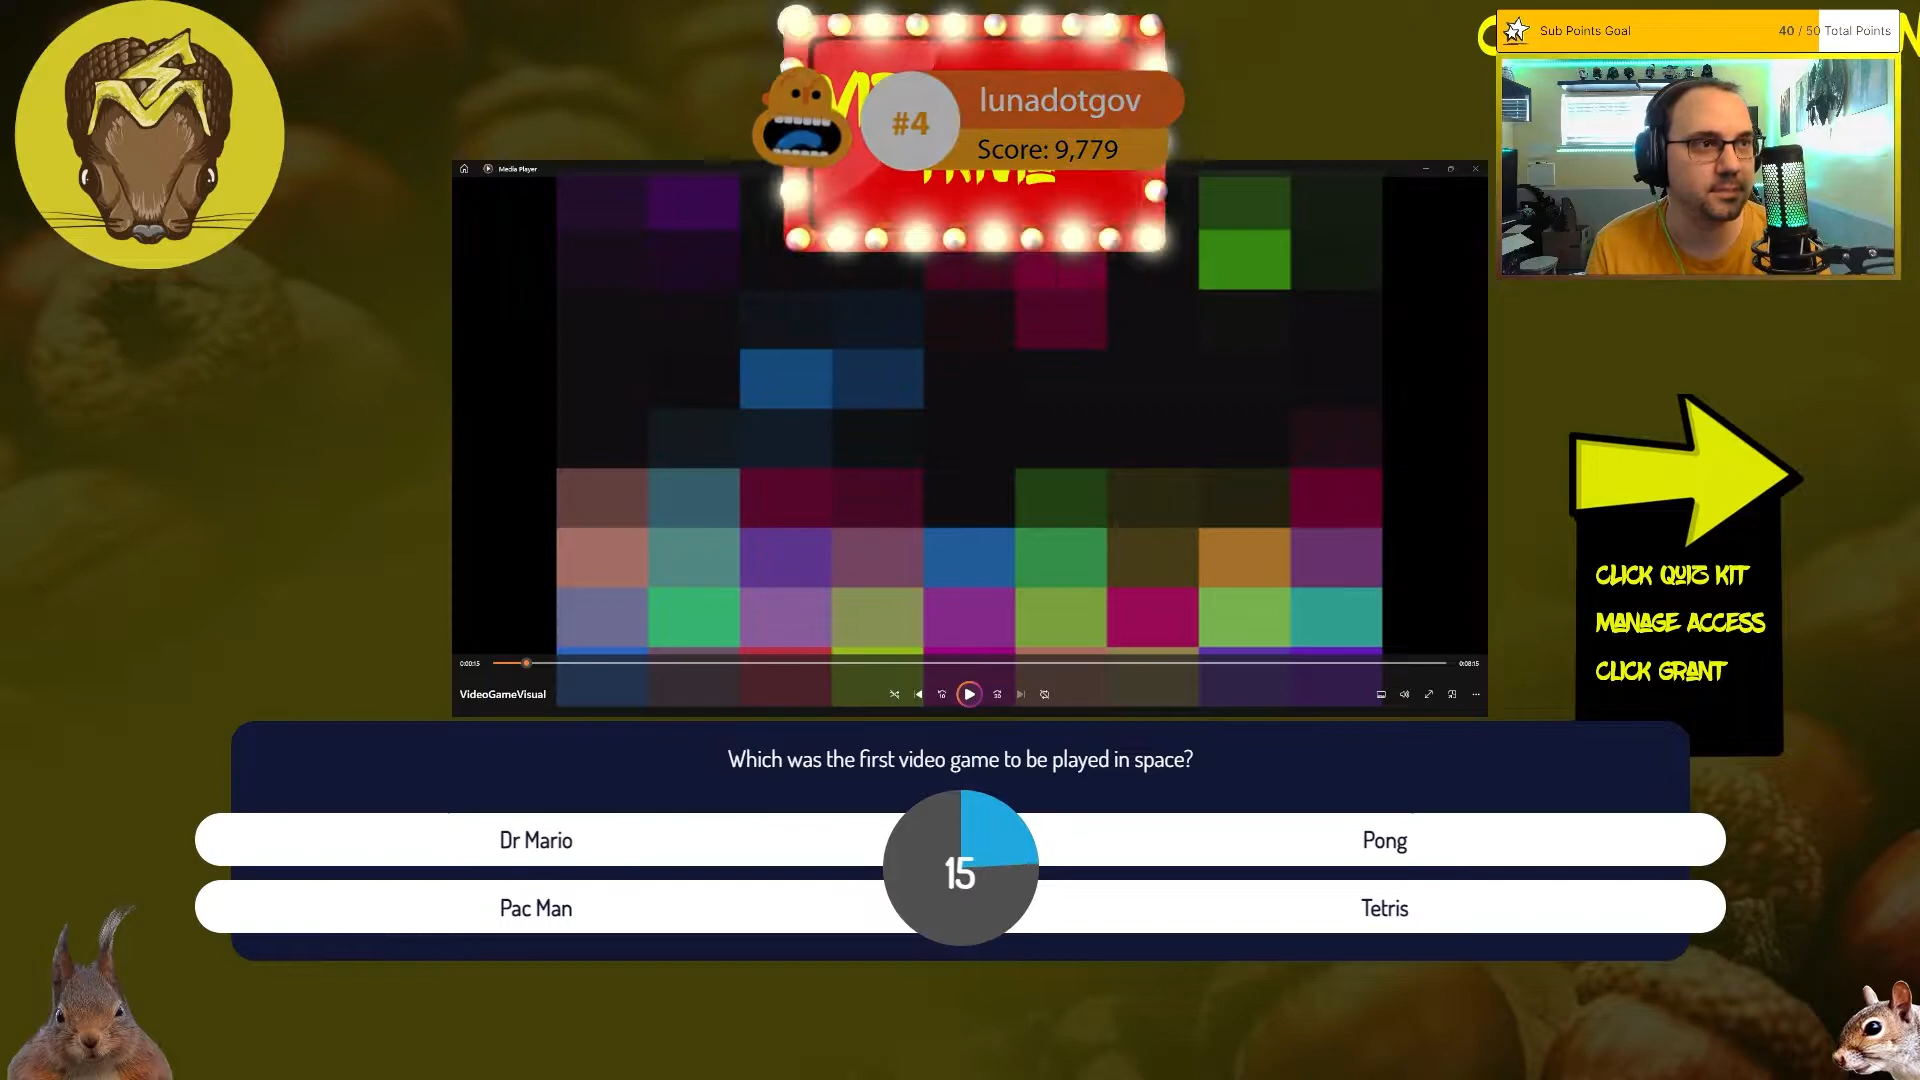 Sub Points Goal
40 / 50 Total Points
#4
lunadotgov
Score: 9,779
TRIVIA
Media Player
CLICK QUIZ KIT
MANAGE ACCESS
CLICK GRANT
0:00:15
0:08:15
VideoGameVisual
Which was the first video game to be played in space?
Dr Mario
Pong
15
Pac Man
Tetris